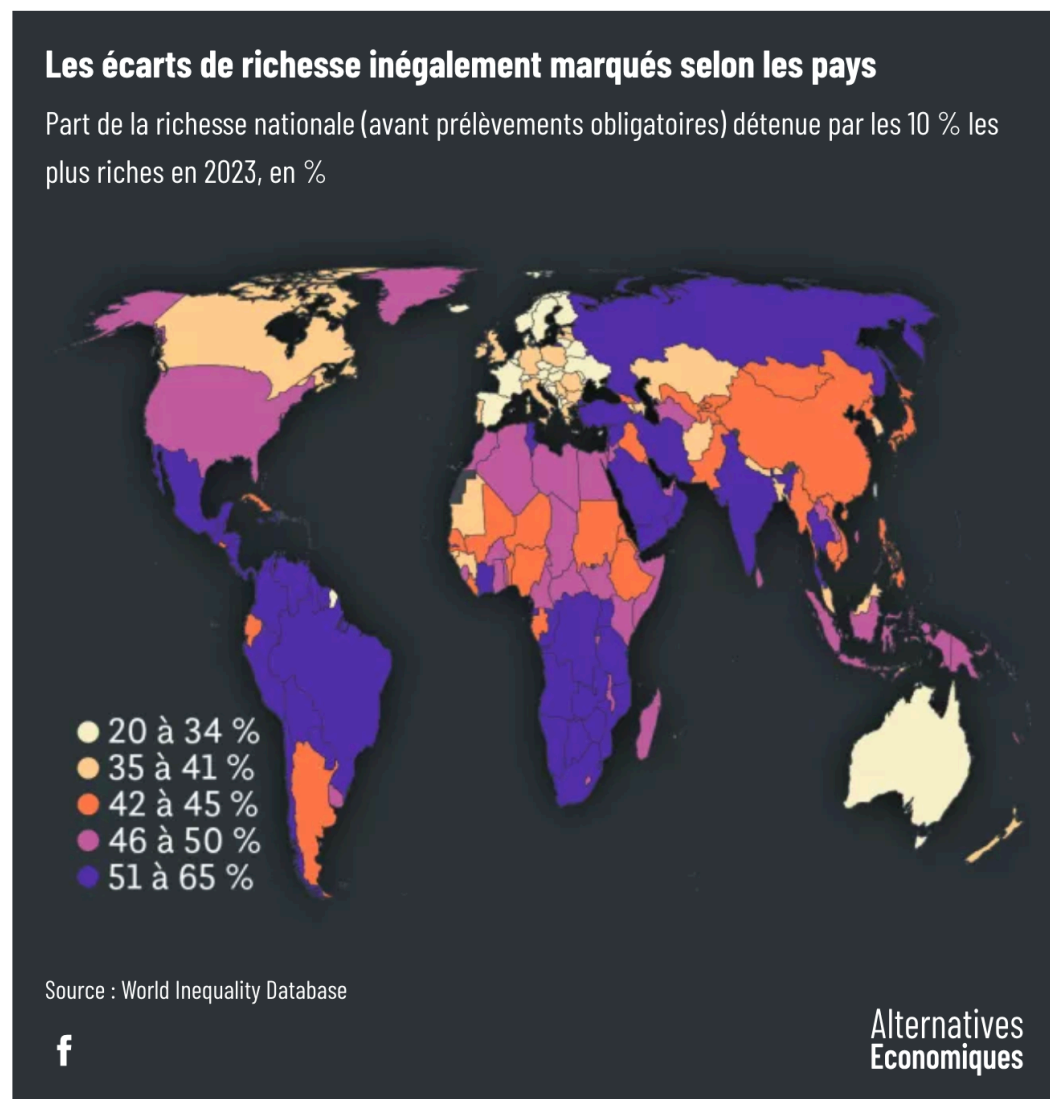 Les écarts de richesse inégalement marqués selon les pays
Part de la richesse nationale (avant prélèvements obligatoires) détenue par les 10 % les
plus riches en 2023, en %
20 à 34 %
35 à 41 %
42 à 45 %
46 à 50 %
51 à 65 %
Source : World Inequality Database
f
Alternatives
Economiques